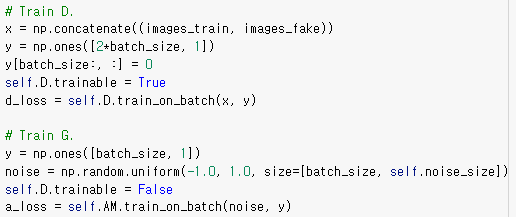 # Train D.
x = np.concatenate((images_train, images_fake))
y = np.ones([2*batch_size, 1])
y[batch_size:, :] = 0
self.D.trainable = True
d_loss = self.D.train_on_batch(x, y)

# Train G.
y = np.ones([batch_size, 1])
noise = np.random.uniform(-1.0, 1.0, size=[batch_size, self.noise_size])
self.D.trainable = False
a_loss = self.AM.train_on_batch(noise, y)